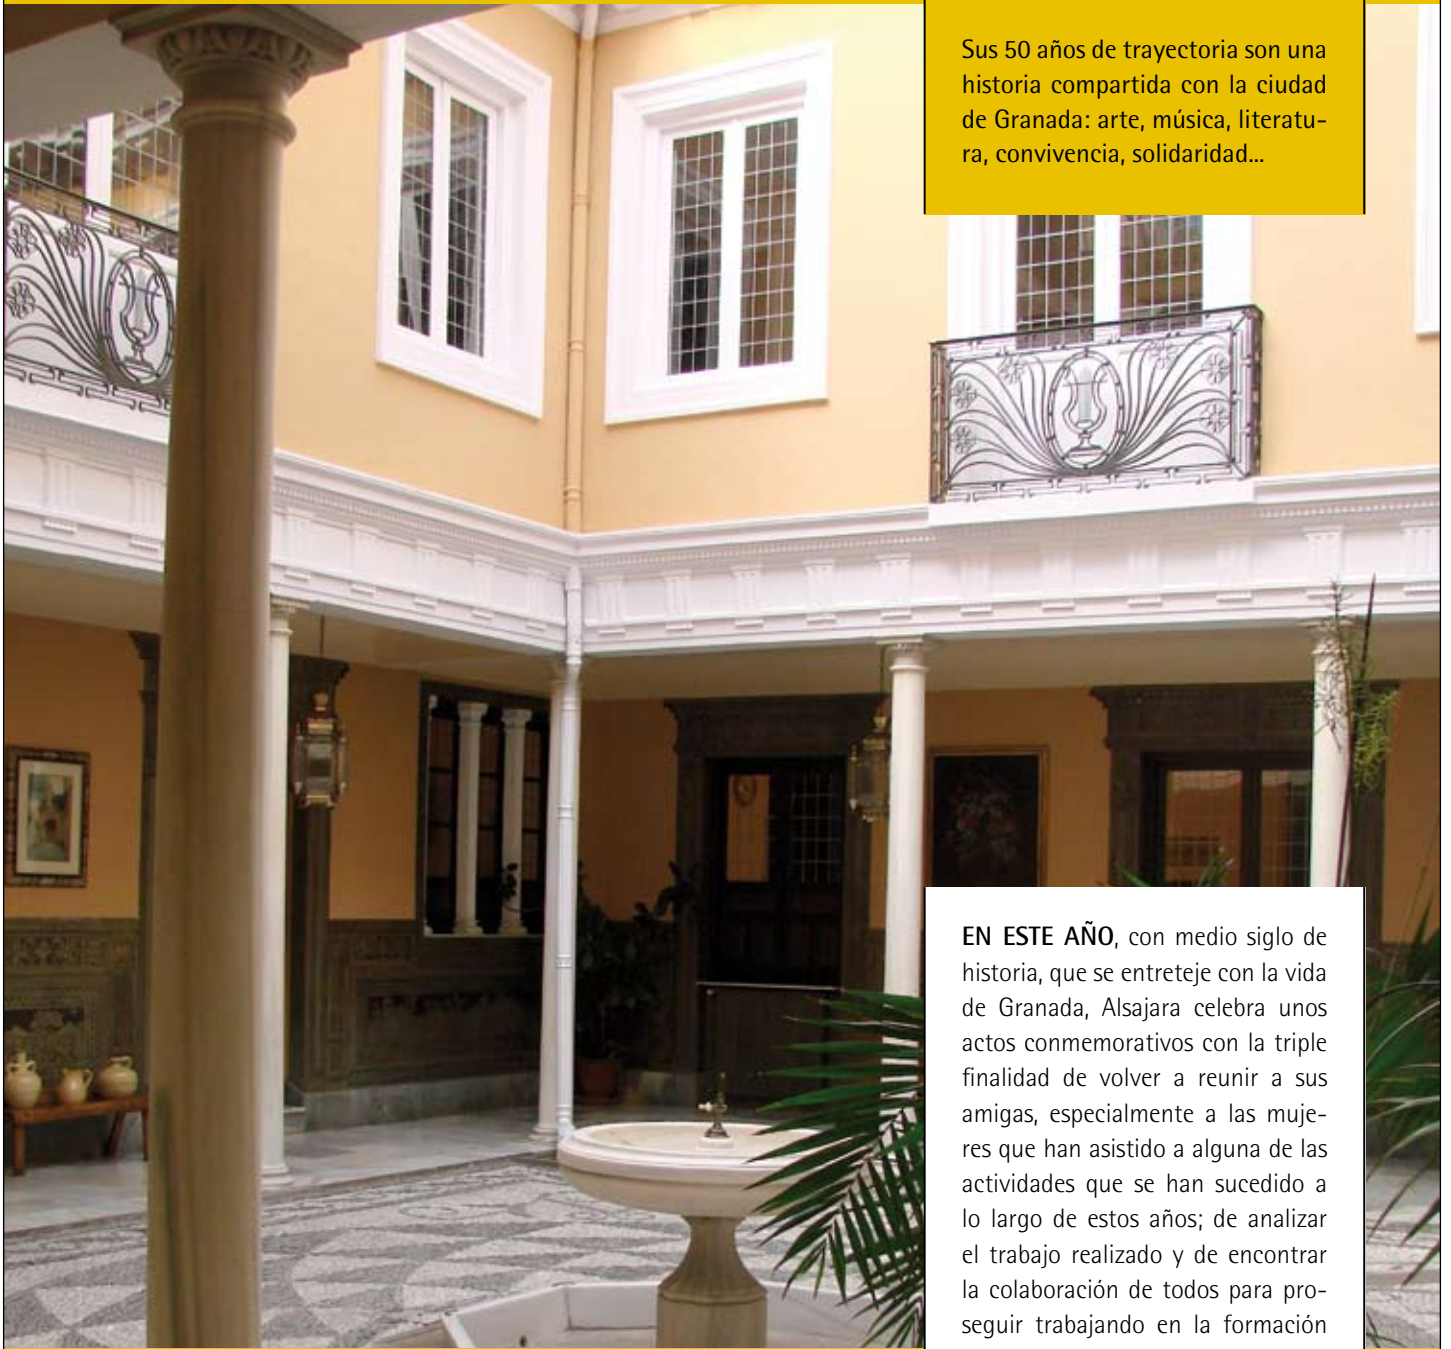 Sus 50 años de trayectoria son una
historia compartida con la ciudad
de Granada: arte, música, literatu-
ra, convivencia, solidaridad...
EN ESTE AÑO, con medio siglo de
historia, que se entreteje con la vida
de Granada, Alsajara celebra unos
actos conmemorativos con la triple
finalidad de volver a reunir a sus
amigas, especialmente a las muje-
res que han asistido a alguna de las
actividades que se han sucedido a
lo largo de estos años; de analizar
el trabajo realizado y de encontrar
la colaboración de todos para pro-
seguir trabajando en la formación